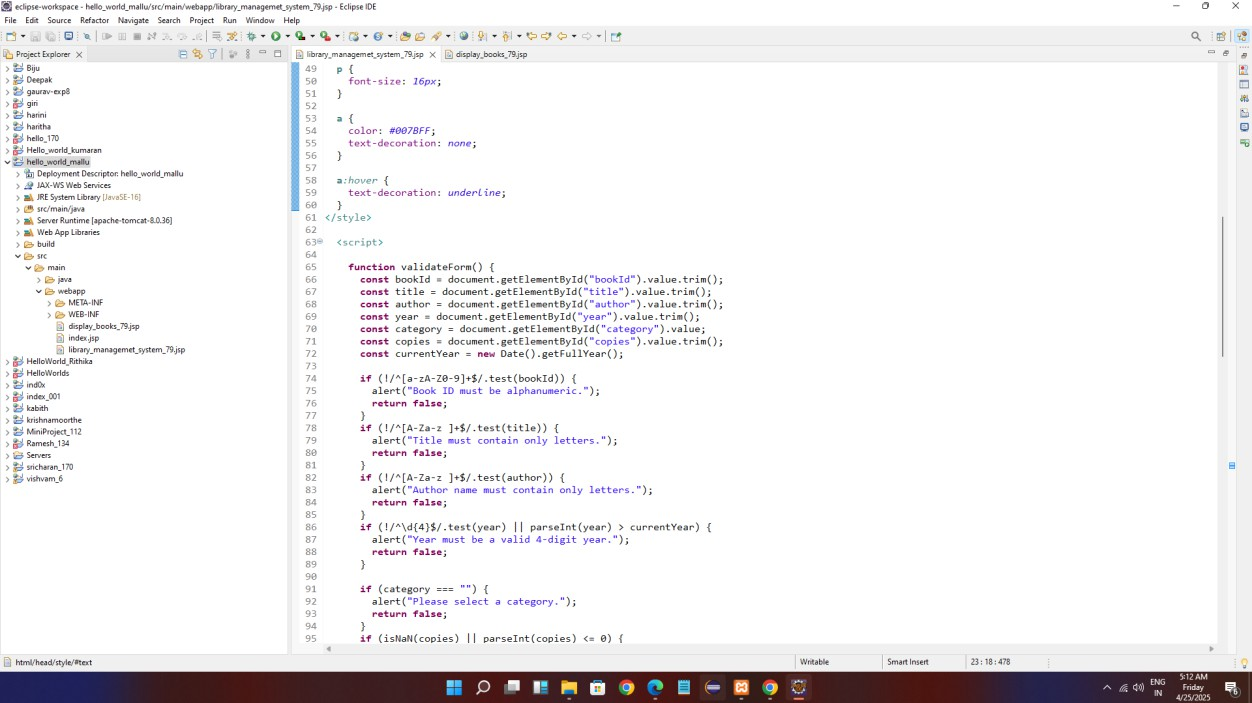 eclipse-workspace - hello_world_mallu/src/main/webapp/library_managemet_system_79.jsp - Eclipse IDE
File Edit Source Refactor Navigate Search Project Run Window Help
Project Explorer
library_managemet_system_79.jsp
display_books_79.jsp
Biju
Deepak
gaurav-exp8
giri
harini
haritha
hello_170
Hello_world_kumaran
hello_world_mallu
Deployment Descriptor: hello_world_mallu
JAX-WS Web Services
JRE System Library [JavaSE-16]
src/main/java
Server Runtime [apache-tomcat-8.0.36]
Web App Libraries
build
src
main
java
webapp
META-INF
WEB-INF
display_books_79.jsp
index.jsp
library_managemet_system_79.jsp
HelloWorld_Rithika
HelloWorlds
ind0x
index_001
kabith
krishnamoorthe
MiniProject_112
Ramesh_134
Servers
sricharan_170
vishvam_6
49 p {
50 font-size: 16px;
51 }
52
53 a {
54 color: #007BFF;
55 text-decoration: none;
56 }
57
58 a:hover {
59 text-decoration: underline;
60 }
61 </style>
62
63 <script>
64
65 function validateForm() {
66 const bookId = document.getElementById("bookId").value.trim();
67 const title = document.getElementById("title").value.trim();
68 const author = document.getElementById("author").value.trim();
69 const year = document.getElementById("year").value.trim();
70 const category = document.getElementById("category").value;
71 const copies = document.getElementById("copies").value.trim();
72 const currentYear = new Date().getFullYear();
73
74 if (!/^[a-zA-Z0-9]+$/.test(bookId)) {
75 alert("Book ID must be alphanumeric.");
76 return false;
77 }
78 if (!/^[A-Za-z ]+$/.test(title)) {
79 alert("Title must contain only letters.");
80 return false;
81 }
82 if (!/^[A-Za-z ]+$/.test(author)) {
83 alert("Author name must contain only letters.");
84 return false;
85 }
86 if (!/^\d{4}$/.test(year) || parseInt(year) > currentYear) {
87 alert("Year must be a valid 4-digit year.");
88 return false;
89 }
90
91 if (category === "") {
92 alert("Please select a category.");
93 return false;
94 }
95 if (isNaN(copies) || parseInt(copies) <= 0) {
html/head/style/#text
Writable
Smart Insert
23 : 18 : 478
ENG
IN
5:12 AM
Friday
4/25/2025
6